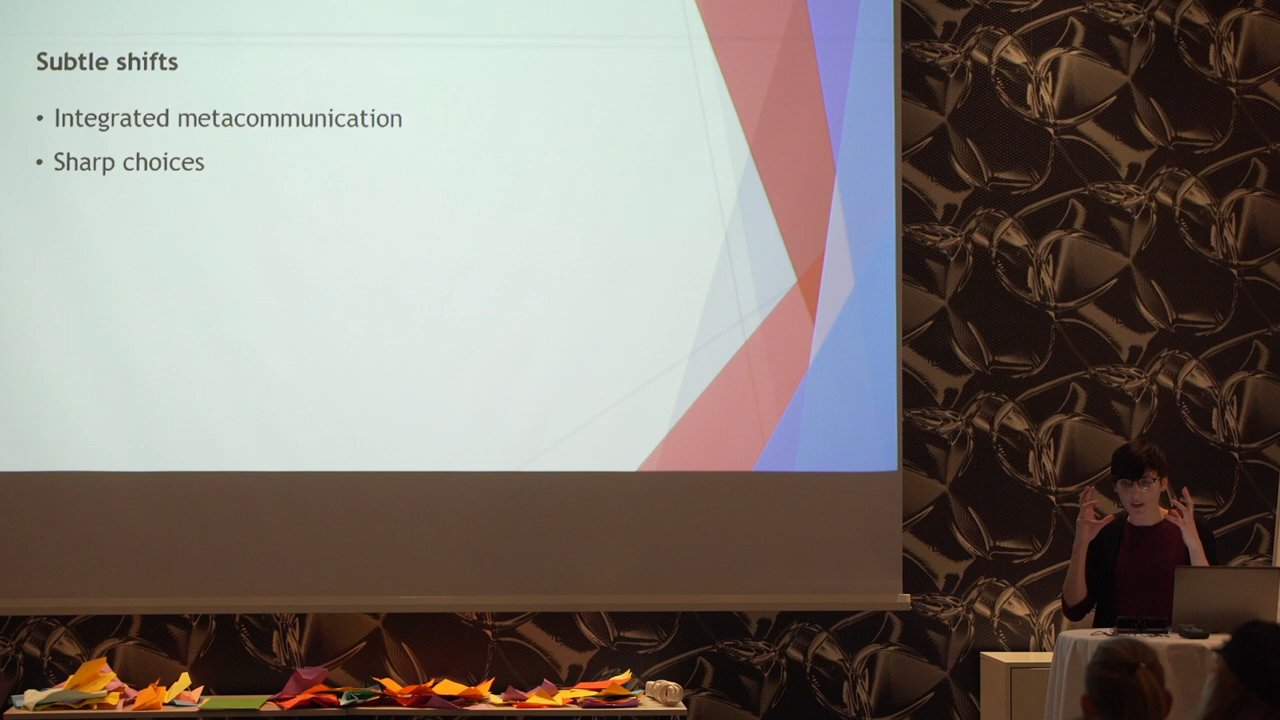 Subtle shifts
• Integrated metacommunication
• Sharp choices